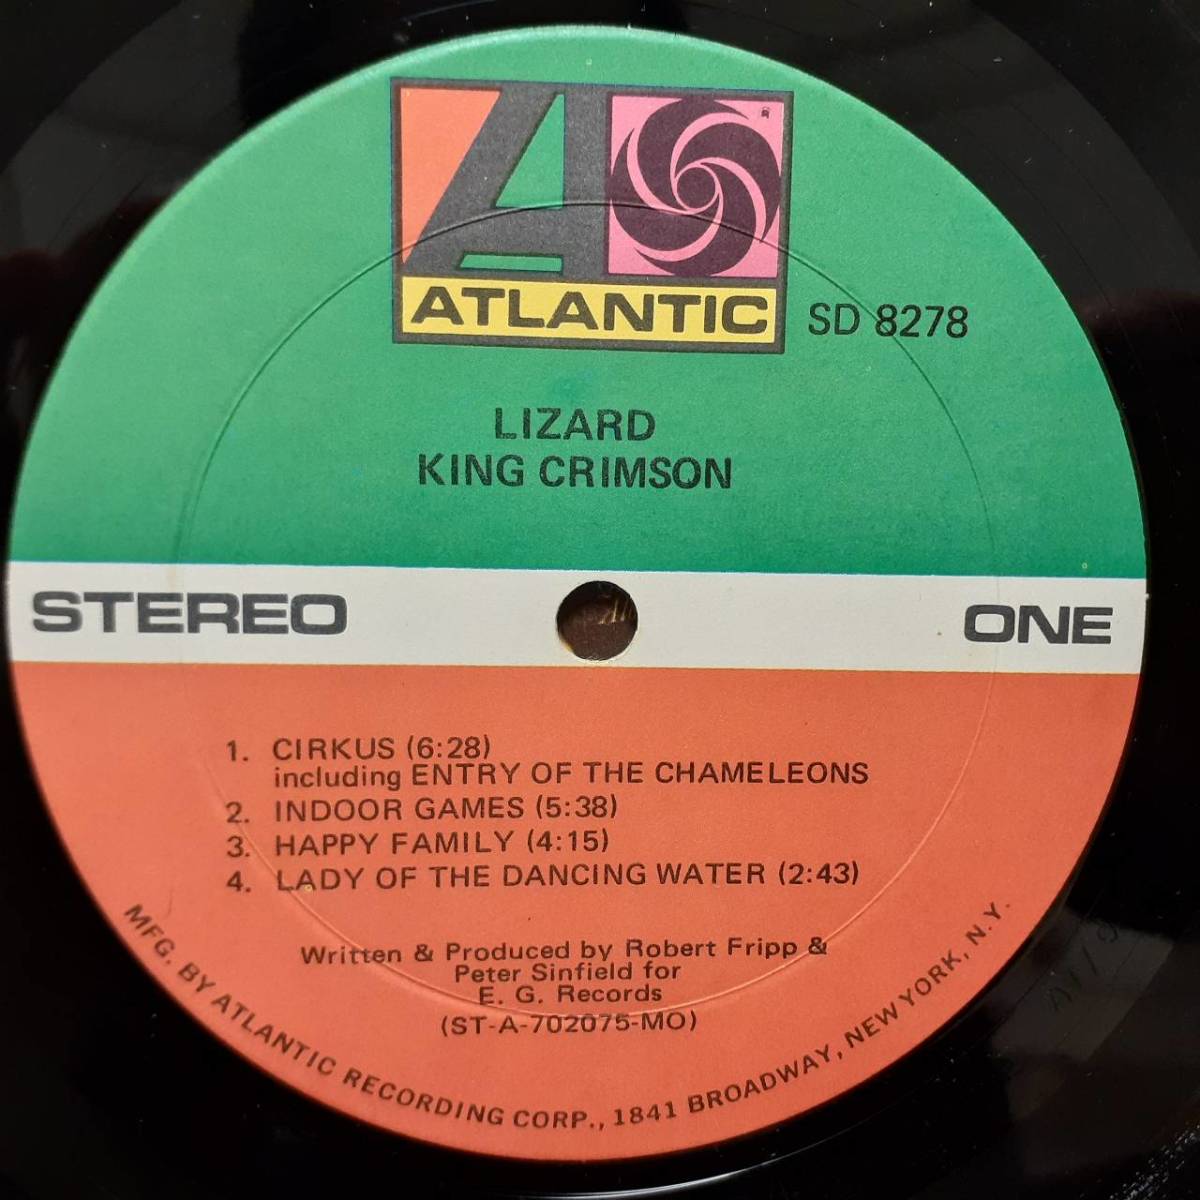 ATLANTIC
SD 8278
LIZARD
KING CRIMSON
STEREO
ONE
1. CIRKUS (6:28)
including ENTRY OF THE CHAMELEONS
2. INDOOR GAMES (5:38)
3. HAPPY FAMILY (4:15)
4. LADY OF THE DANCING WATER (2:43)
Written & Produced by Robert Fripp &
Peter Sinfield for
E. G. Records
(ST-A-702075-MO)
MFG. BY ATLANTIC RECORDING CORP., 1841 BROADWAY, NEW YORK, N.Y.